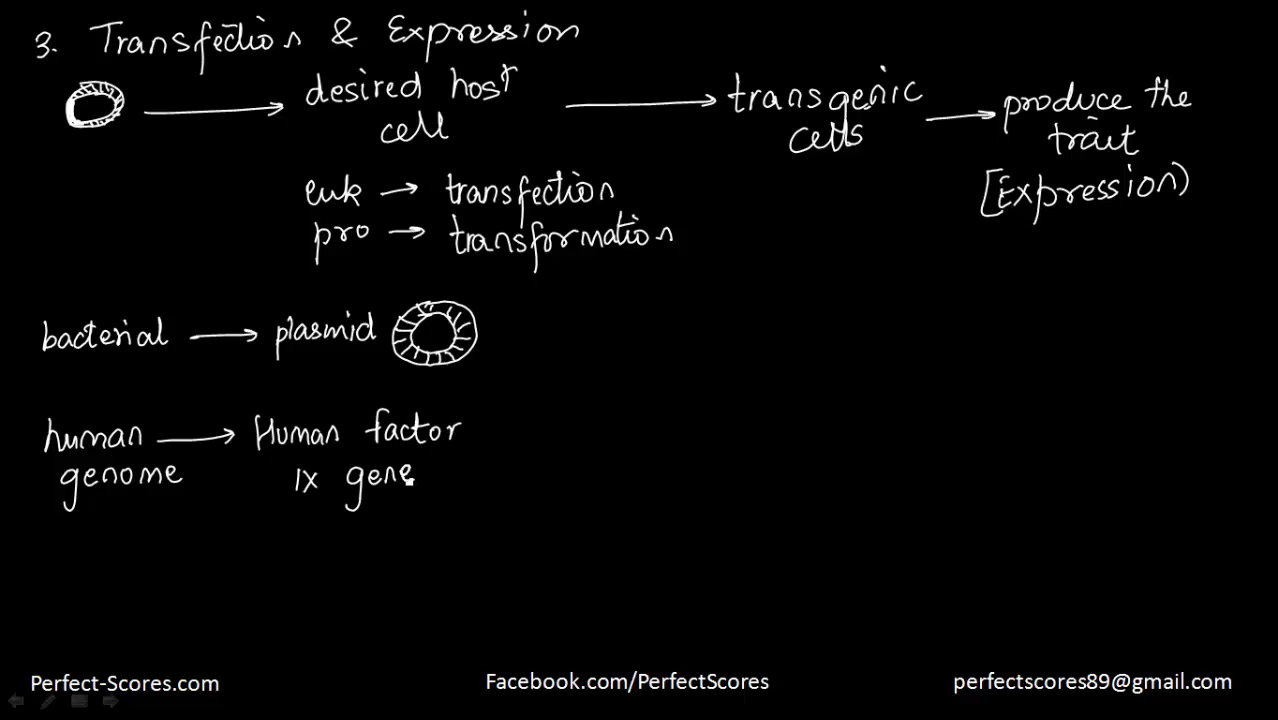 3. Transfection & Expression
desired host cell
transgenic cells
produce the trait
[Expression)
euk → transfection
pro → transformation
bacterial → plasmid
human genome → Human factor IX gene
Perfect-Scores.com
Facebook.com/PerfectScores
perfectscores89@gmail.com